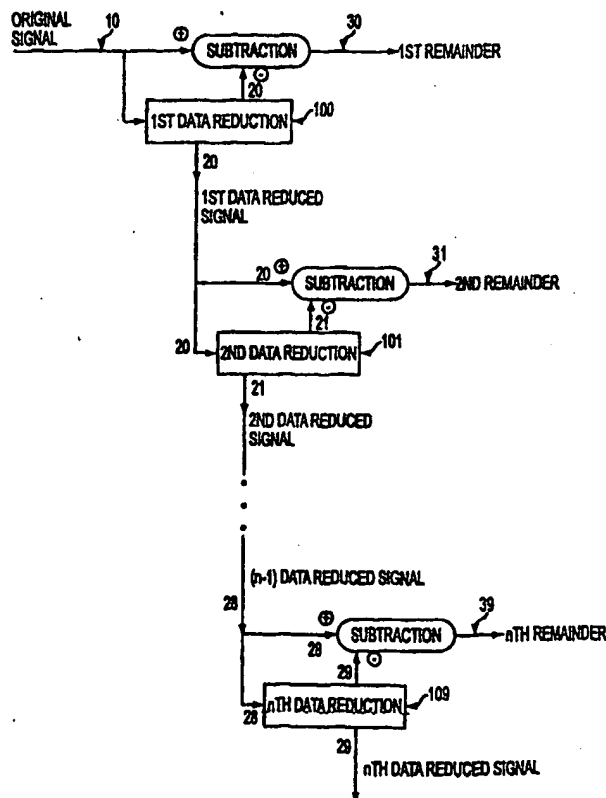 ORIGINAL
SIGNAL
10
⊕
SUBTRACTION
30
1ST REMAINDER
⊖
20
1ST DATA REDUCTION
100
20
1ST DATA REDUCED
SIGNAL
20
⊕
SUBTRACTION
31
2ND REMAINDER
⊖
21
20
2ND DATA REDUCTION
101
21
2ND DATA REDUCED
SIGNAL
(n-1) DATA REDUCED SIGNAL
28
⊕
28
SUBTRACTION
39
nTH REMAINDER
⊖
29
28
nTH DATA REDUCTION
109
29
nTH DATA REDUCED SIGNAL